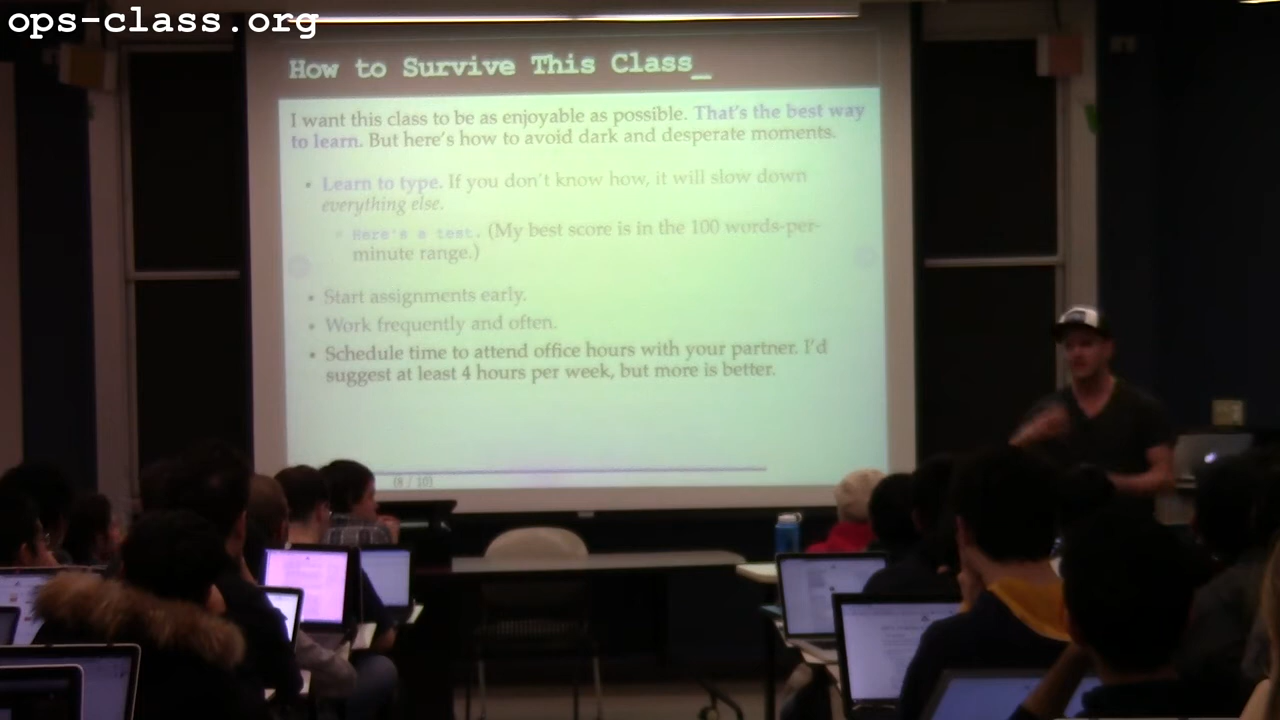 ops-class.org
How to Survive This Class_
I want this class to be as enjoyable as possible. That's the best way
to learn. But here's how to avoid dark and desperate moments.
• Learn to type. If you don't know how, it will slow down
everything else.
Here's a test. (My best score is in the 100 words-per-
minute range.)
• Start assignments early.
• Work frequently and often.
• Schedule time to attend office hours with your partner. I'd
suggest at least 4 hours per week, but more is better.
(8 / 10)